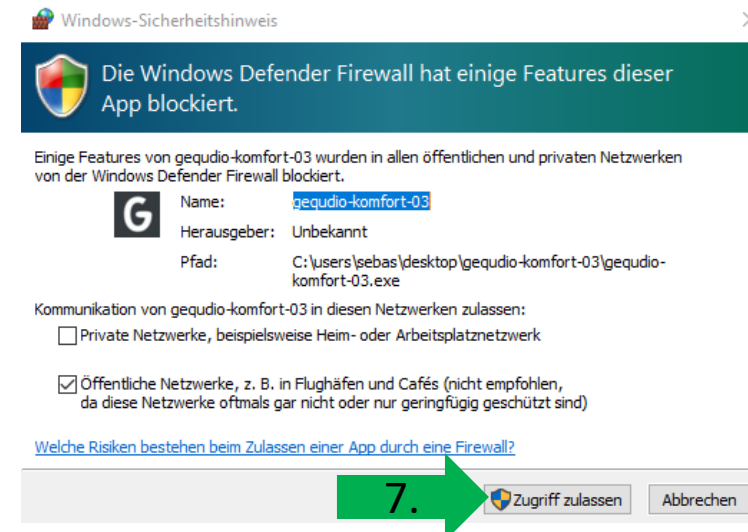 Windows-Sicherheitshinweis
Die Windows Defender Firewall hat einige Features dieser
App blockiert.
Einige Features von gequdio-komfort-03 wurden in allen öffentlichen und privaten Netzwerken
von der Windows Defender Firewall blockiert.
G
Name: gequdio-komfort-03
Herausgeber: Unbekannt
Pfad: C:\users\sebas\desktop\gequdio-komfort-03\gequdio-
komfort-03.exe
Kommunikation von gequdio-komfort-03 in diesen Netzwerken zulassen:
Private Netzwerke, beispielsweise Heim- oder Arbeitsplatznetzwerk
Öffentliche Netzwerke, z. B. in Flughäfen und Cafés (nicht empfohlen,
da diese Netzwerke oftmals gar nicht oder nur geringfügig geschützt sind)
Welche Risiken bestehen beim Zulassen einer App durch eine Firewall?
7. Zugriff zulassen Abbrechen